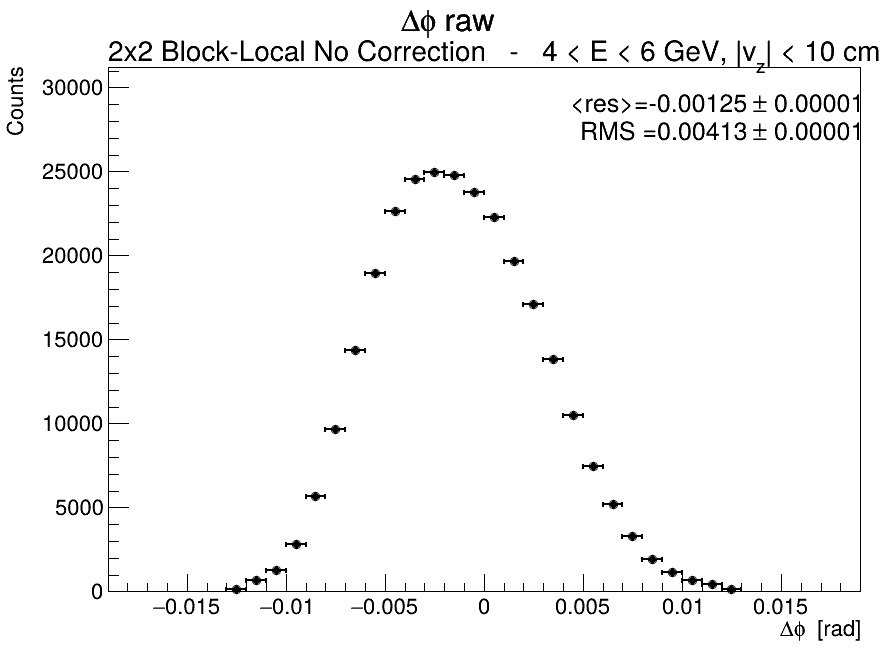 Δϕ raw
2x2 Block-Local No Correction - 4 < E < 6 GeV, |v_z| < 10 cm
Counts
<res>=-0.00125 ± 0.00001
RMS =0.00413 ± 0.00001
30000
25000
20000
15000
10000
5000
0
−0.015 −0.01 −0.005 0 0.005 0.01 0.015
Δϕ [rad]